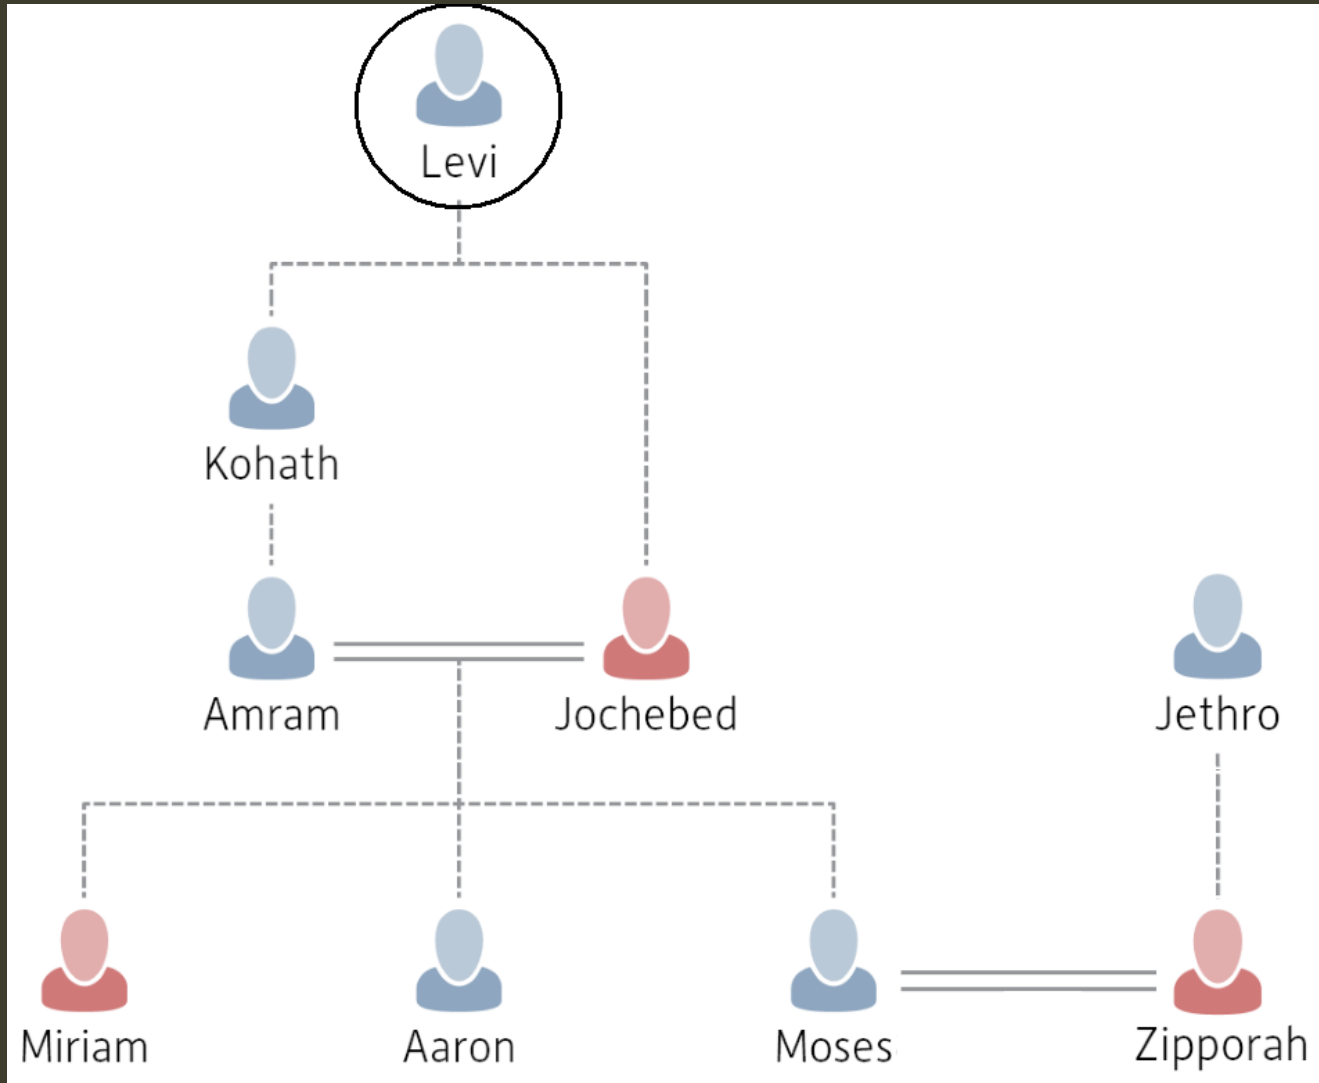 Levi
Kohath
Amram
Jochebed
Jethro
Miriam
Aaron
Moses
Zipporah